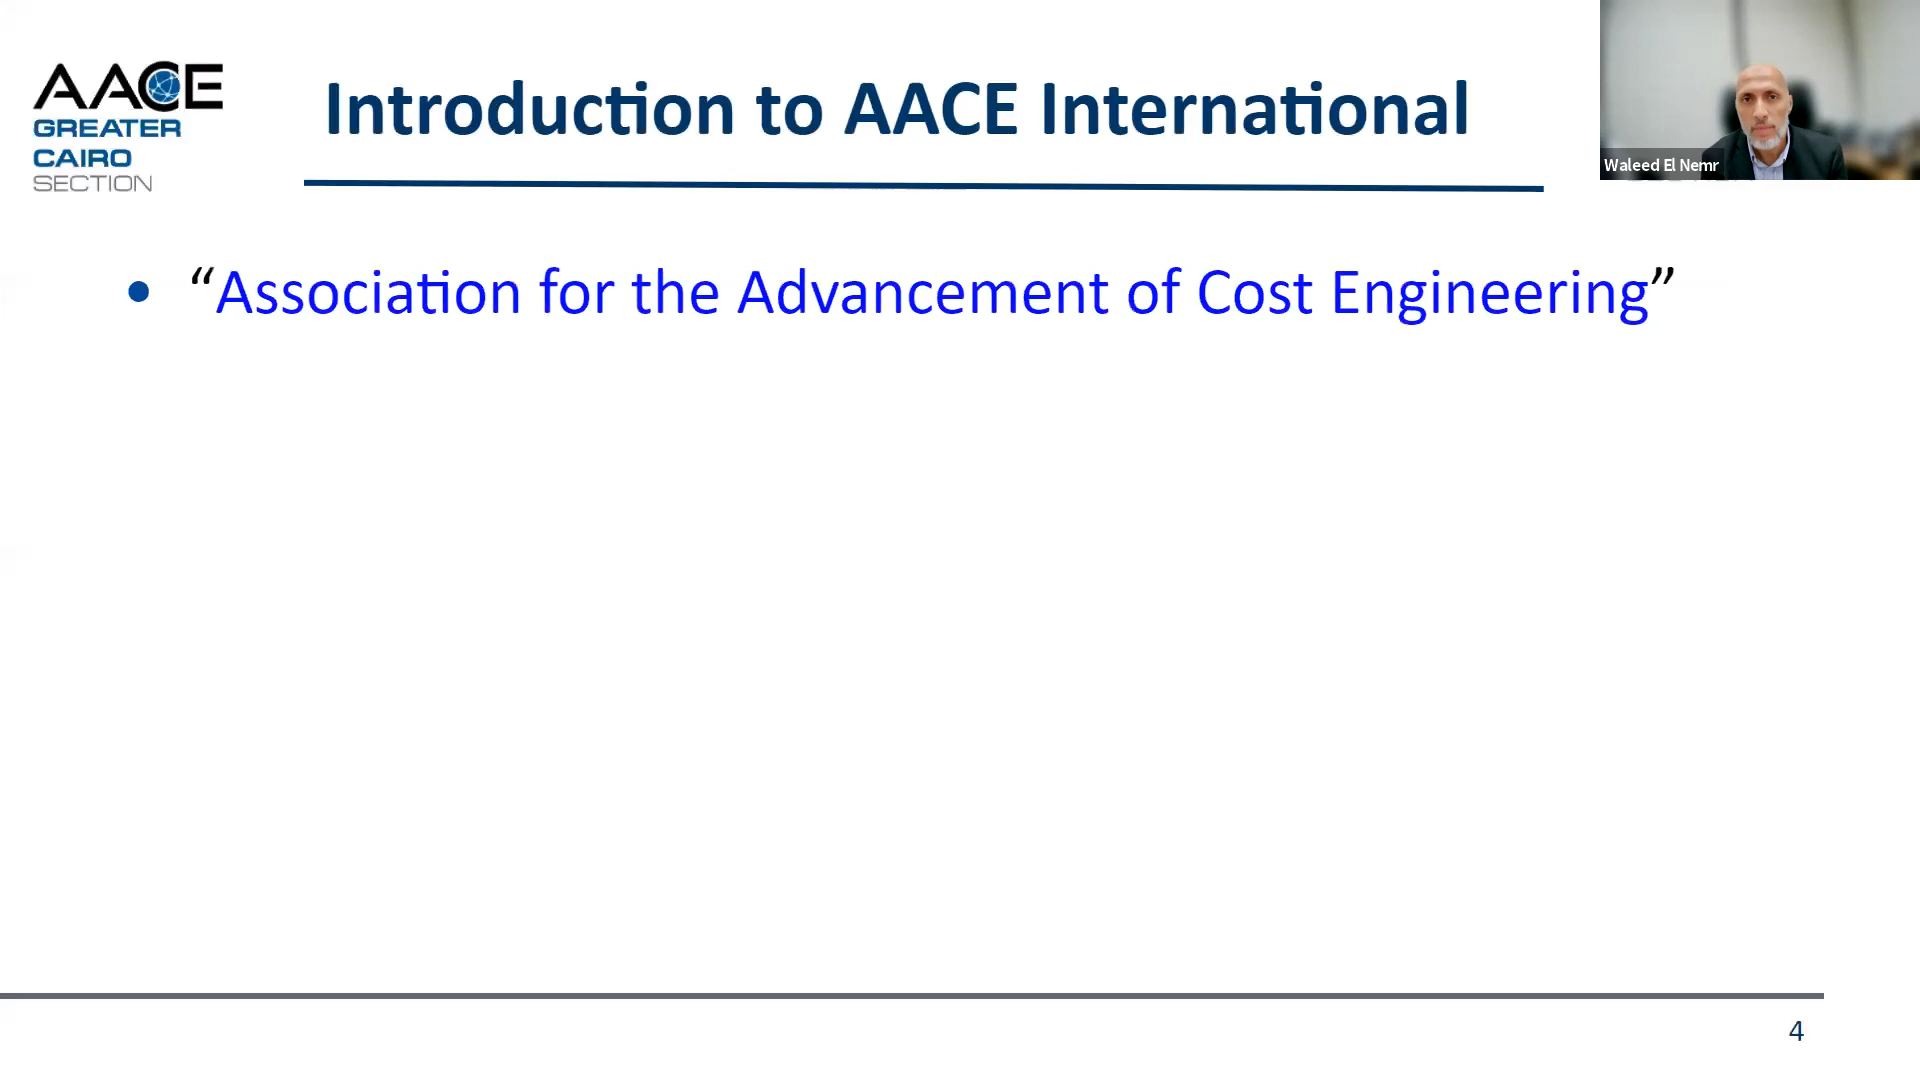 AACE
GREATER
CAIRO
SECTION
Introduction to AACE International
Waleed El Nemr
• “Association for the Advancement of Cost Engineering”
4